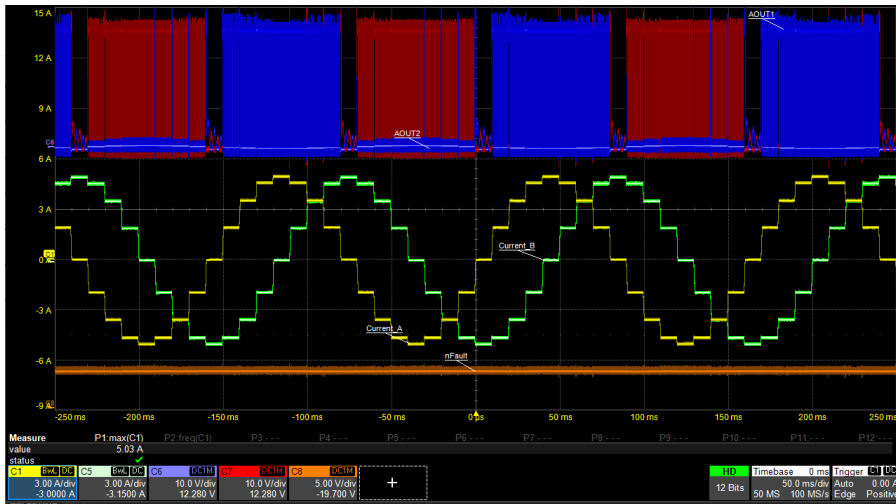 15 A
AOUT1
12 A
9 A
C8
AOUT2
6 A
3 A
C1
0 A
Current_B
-3 A
Current_A
-6 A
nFault
-9 A
-250 ms -200 ms -150 ms -100 ms -50 ms 0 µs 50 ms 100 ms 150 ms 200 ms 250 ms
Measure P1:max(C1) P2:freq(C1) P3:--- P4:--- P5:--- P6:--- P7:--- P8:--- P9:--- P10:--- P11:--- P12:---
value 5.03 A
status
C1 BwL DC C5 BwL DC C6 DC1M C7 DC1M C8 DC1M HD Timebase 0 ms Trigger C1 DC
3.00 A/div 3.00 A/div 10.0 V/div 10.0 V/div 5.00 V/div + 12 Bits 50.0 ms/div Auto
-3.0000 A -3.1500 A 12.280 V 12.280 V -19.700 V 50 MS 100 MS/s Edge